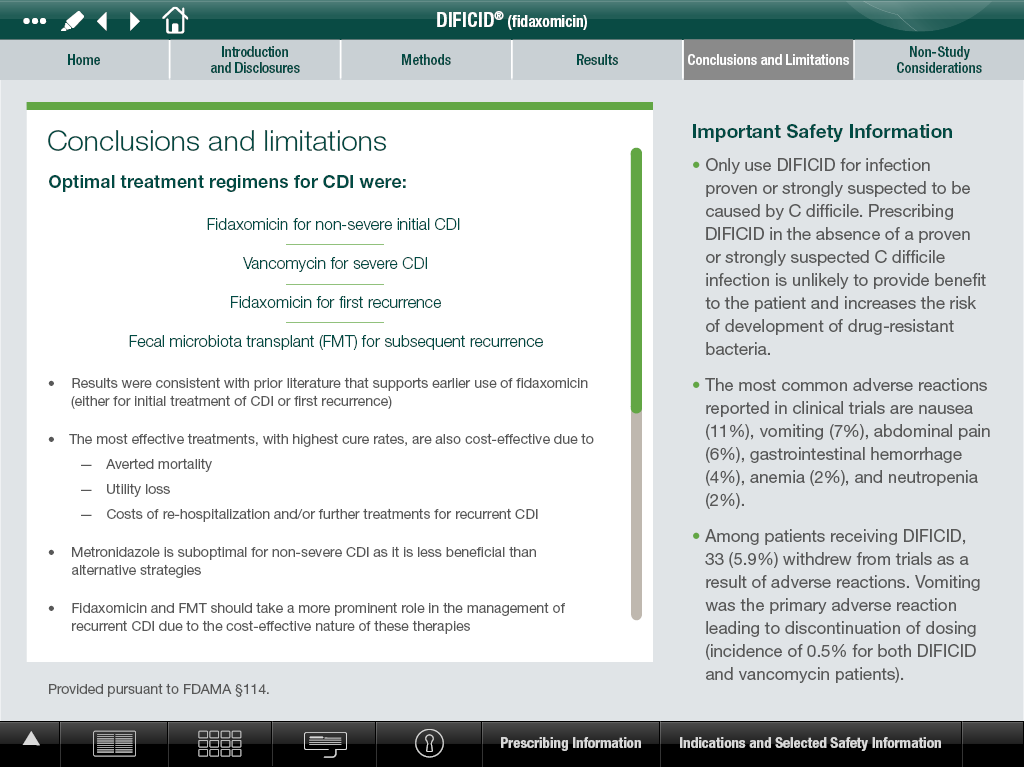 DIFICID® (fidaxomicin)
Home
Introduction
and Disclosures
Methods
Results
Conclusions and Limitations
Non-Study
Considerations
Conclusions and limitations
Optimal treatment regimens for CDI were:
Fidaxomicin for non-severe initial CDI
Vancomycin for severe CDI
Fidaxomicin for first recurrence
Fecal microbiota transplant (FMT) for subsequent recurrence
• Results were consistent with prior literature that supports earlier use of fidaxomicin
(either for initial treatment of CDI or first recurrence)
• The most effective treatments, with highest cure rates, are also cost-effective due to
— Averted mortality
— Utility loss
— Costs of re-hospitalization and/or further treatments for recurrent CDI
• Metronidazole is suboptimal for non-severe CDI as it is less beneficial than
alternative strategies
• Fidaxomicin and FMT should take a more prominent role in the management of
recurrent CDI due to the cost-effective nature of these therapies
Provided pursuant to FDAMA §114.
Important Safety Information
• Only use DIFICID for infection
proven or strongly suspected to be
caused by C difficile. Prescribing
DIFICID in the absence of a proven
or strongly suspected C difficile
infection is unlikely to provide benefit
to the patient and increases the risk
of development of drug-resistant
bacteria.
• The most common adverse reactions
reported in clinical trials are nausea
(11%), vomiting (7%), abdominal pain
(6%), gastrointestinal hemorrhage
(4%), anemia (2%), and neutropenia
(2%).
• Among patients receiving DIFICID,
33 (5.9%) withdrew from trials as a
result of adverse reactions. Vomiting
was the primary adverse reaction
leading to discontinuation of dosing
(incidence of 0.5% for both DIFICID
and vancomycin patients).
Prescribing Information
Indications and Selected Safety Information